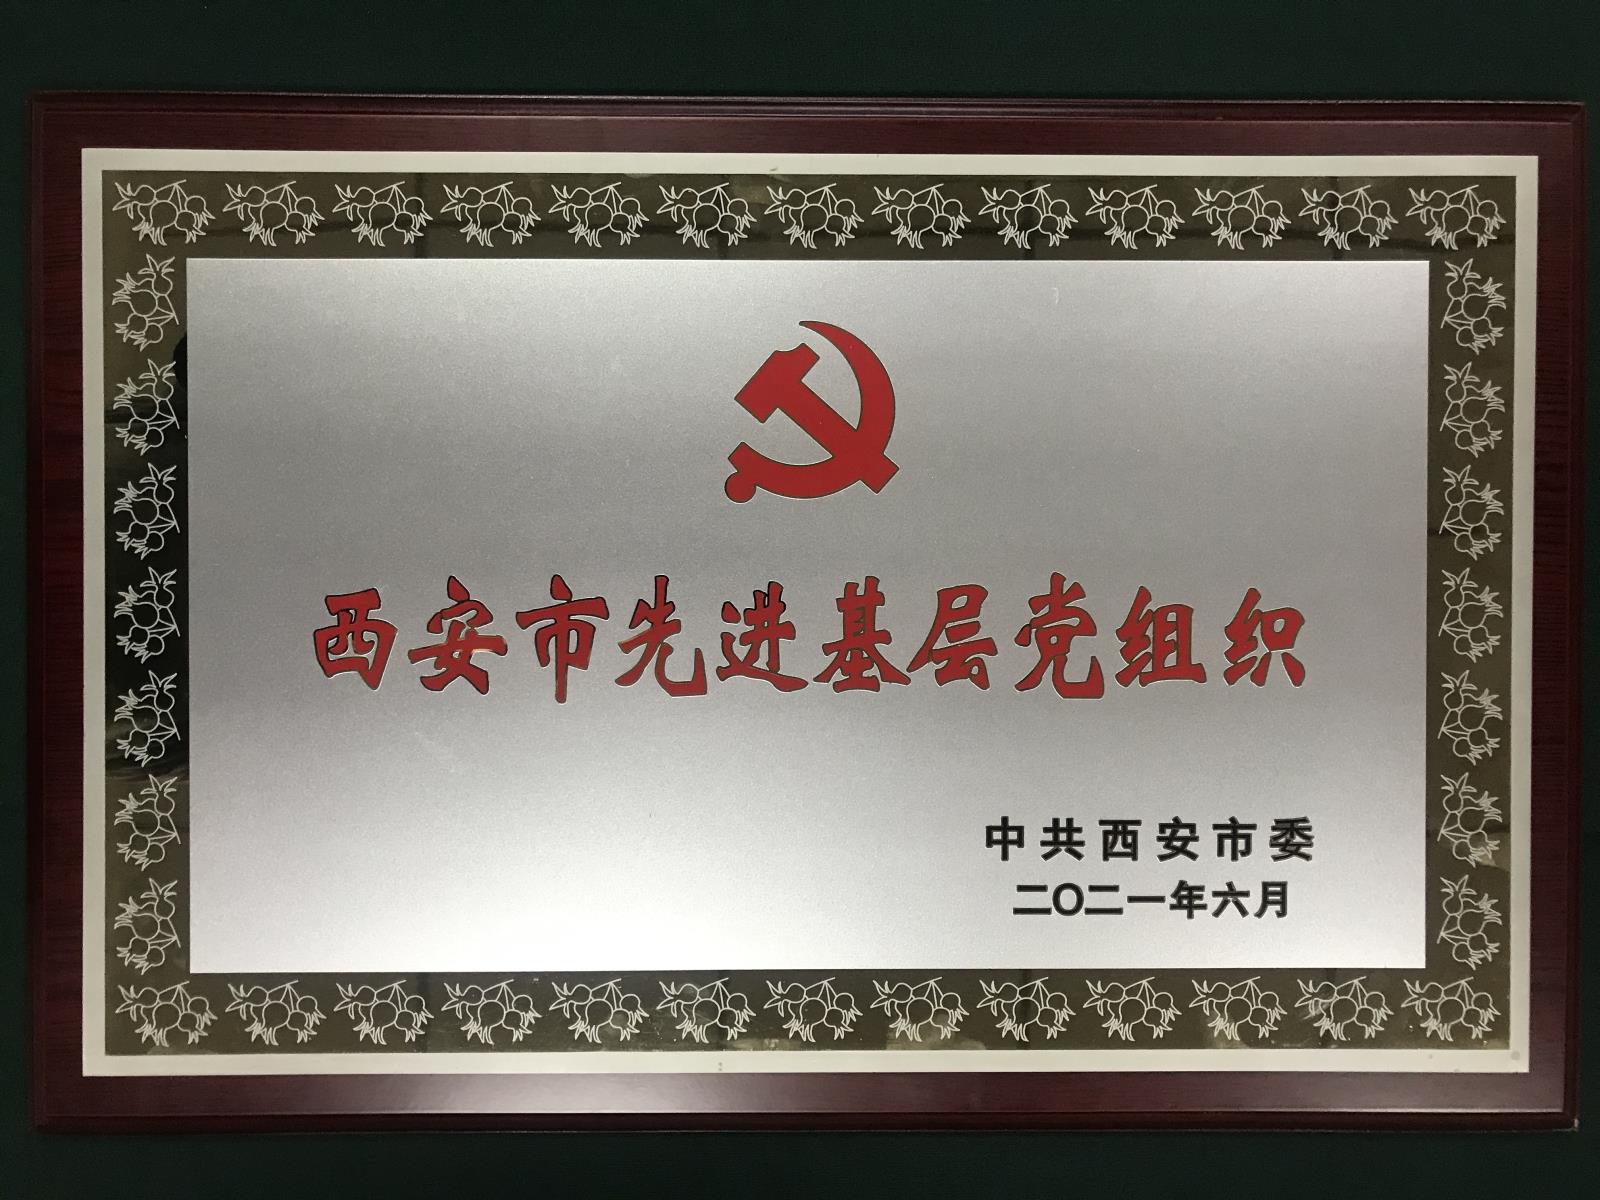 西安市先进基层党组织
中共西安市委
二〇二一年六月